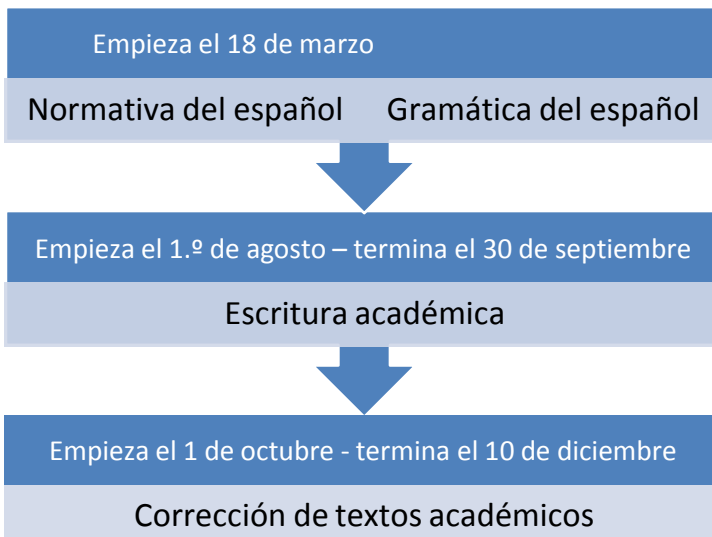 Empieza el 18 de marzo
Normativa del español Gramática del español
Empieza el 1.º de agosto – termina el 30 de septiembre
Escritura académica
Empieza el 1 de octubre - termina el 10 de diciembre
Corrección de textos académicos